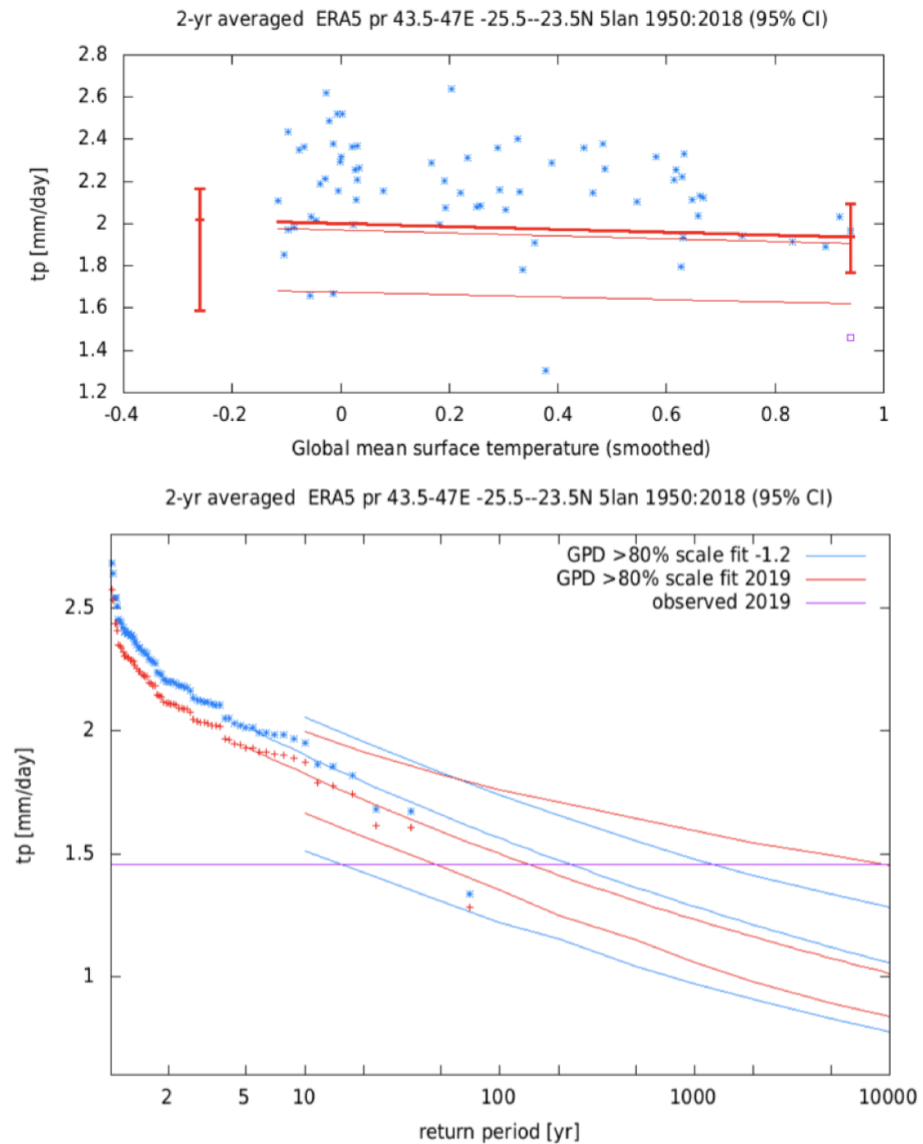 2-yr averaged ERA5 pr 43.5-47E -25.5--23.5N 5lan 1950:2018 (95% CI)
2.8
2.6
2.4
2.2
2
1.8
1.6
1.4
1.2
tp [mm/day]
-0.4 -0.2 0 0.2 0.4 0.6 0.8 1
Global mean surface temperature (smoothed)
2-yr averaged ERA5 pr 43.5-47E -25.5--23.5N 5lan 1950:2018 (95% CI)
GPD >80% scale fit -1.2
GPD >80% scale fit 2019
observed 2019
2.5
2
1.5
1
tp [mm/day]
2 5 10 100 1000 10000
return period [yr]